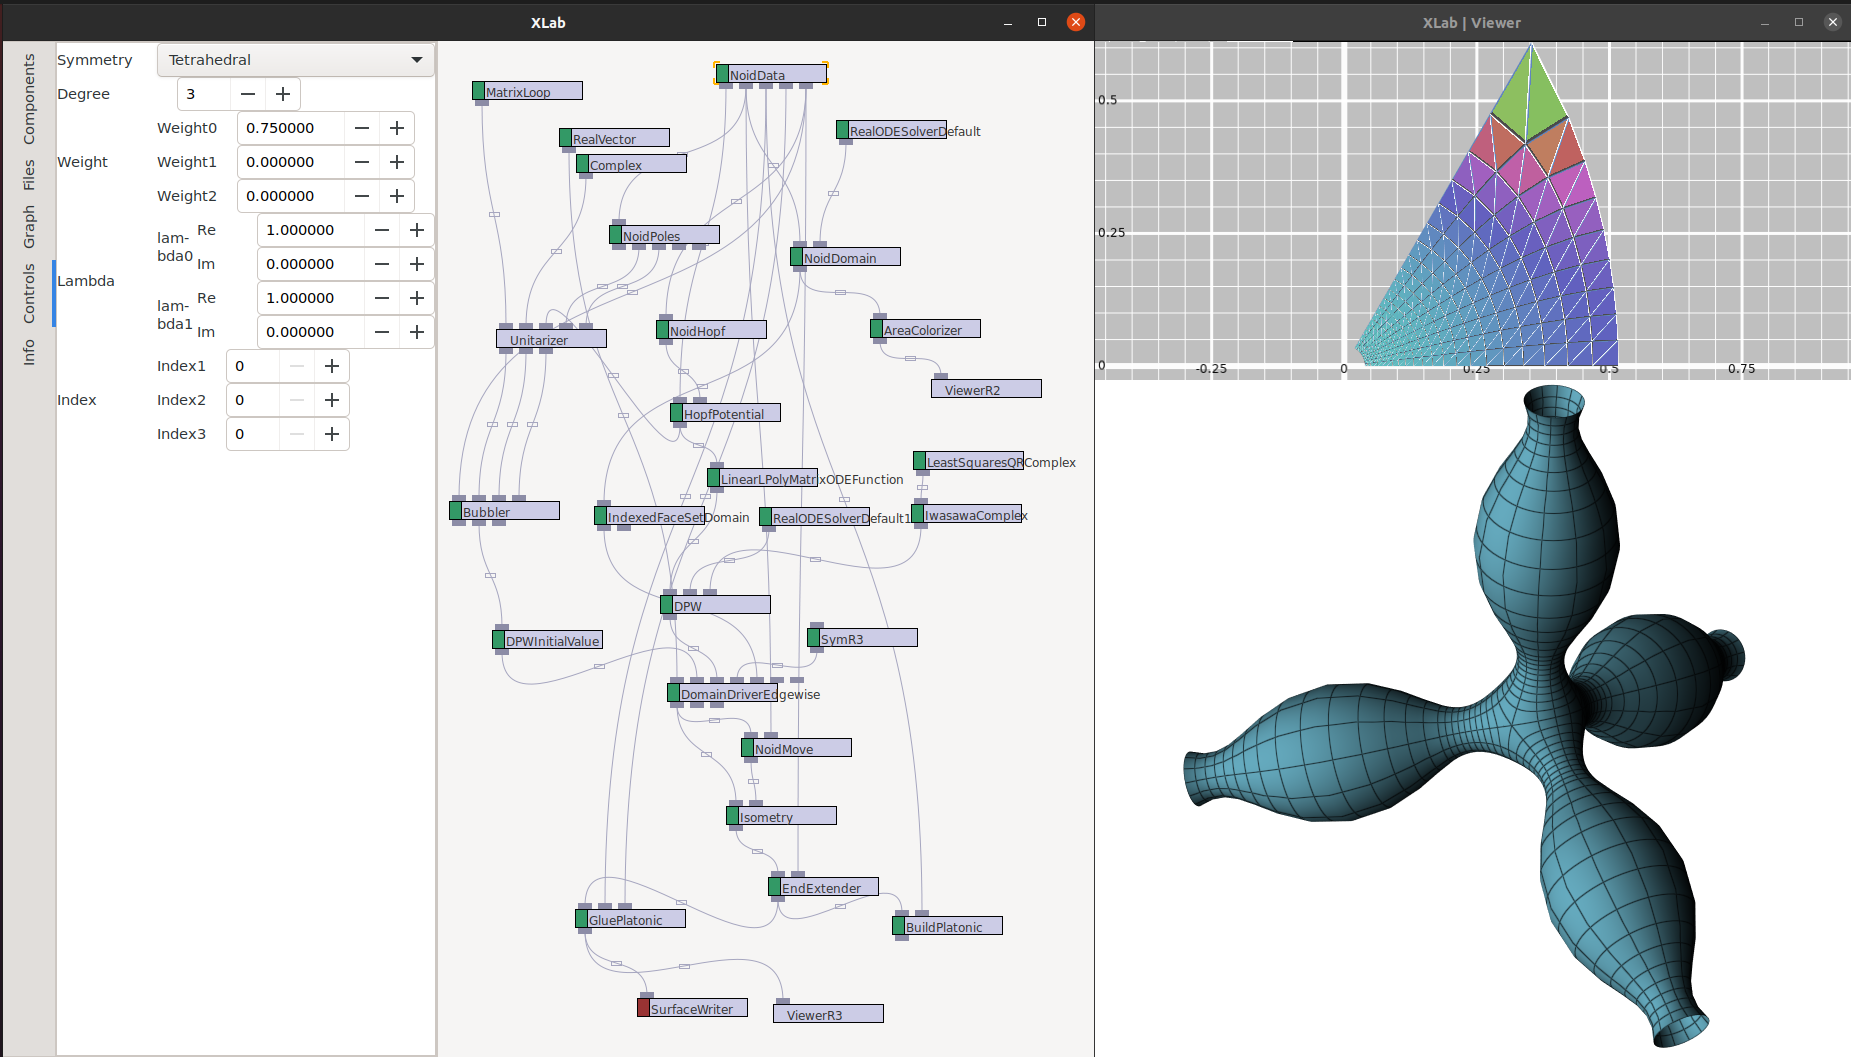 XLab
XLab | Viewer
Components
Files
Graph
Controls
Info
Symmetry
Tetrahedral
Degree
3
Weight
Weight0
0.750000
Weight1
0.000000
Weight2
0.000000
Lambda
lam-
bda0
Re
1.000000
Im
0.000000
lam-
bda1
Re
1.000000
Im
0.000000
Index
Index1
0
Index2
0
Index3
0
NoidData
MatrixLoop
RealVector
Complex
RealODESolverDefault
NoidPoles
NoidDomain
Unitarizer
NoidHopf
AreaColorizer
ViewerR2
HopfPotential
LeastSquaresQRComplex
LinearLPolyMatrixODEFunction
Bubbler
IndexedFaceSetDomain
RealODESolverDefault1
IwasawaComplex
DPW
DPWInitialValue
SymR3
DomainDriverEdgewise
NoidMove
Isometry
EndExtender
GluePlatonic
BuildPlatonic
SurfaceWriter
ViewerR3
0.5
0.25
0
-0.25
0
0.25
0.5
0.75